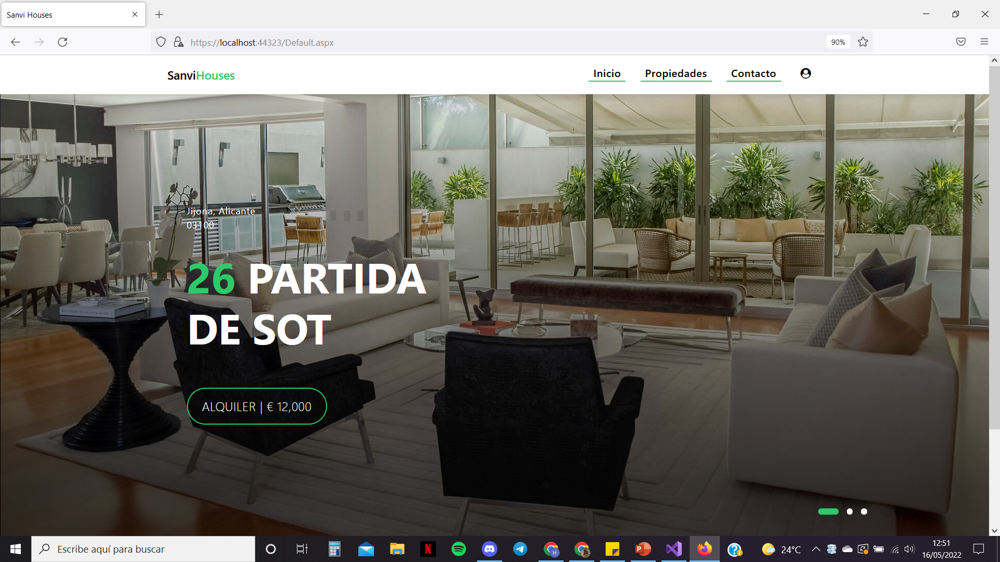 Sanvi Houses
https://localhost:44323/Default.aspx
90%
SanviHouses
Inicio
Propiedades
Contacto
Jijona, Alicante
03100
26 PARTIDA
DE SOT
ALQUILER | € 12,000
Escribe aquí para buscar
24°C
12:51
16/05/2022